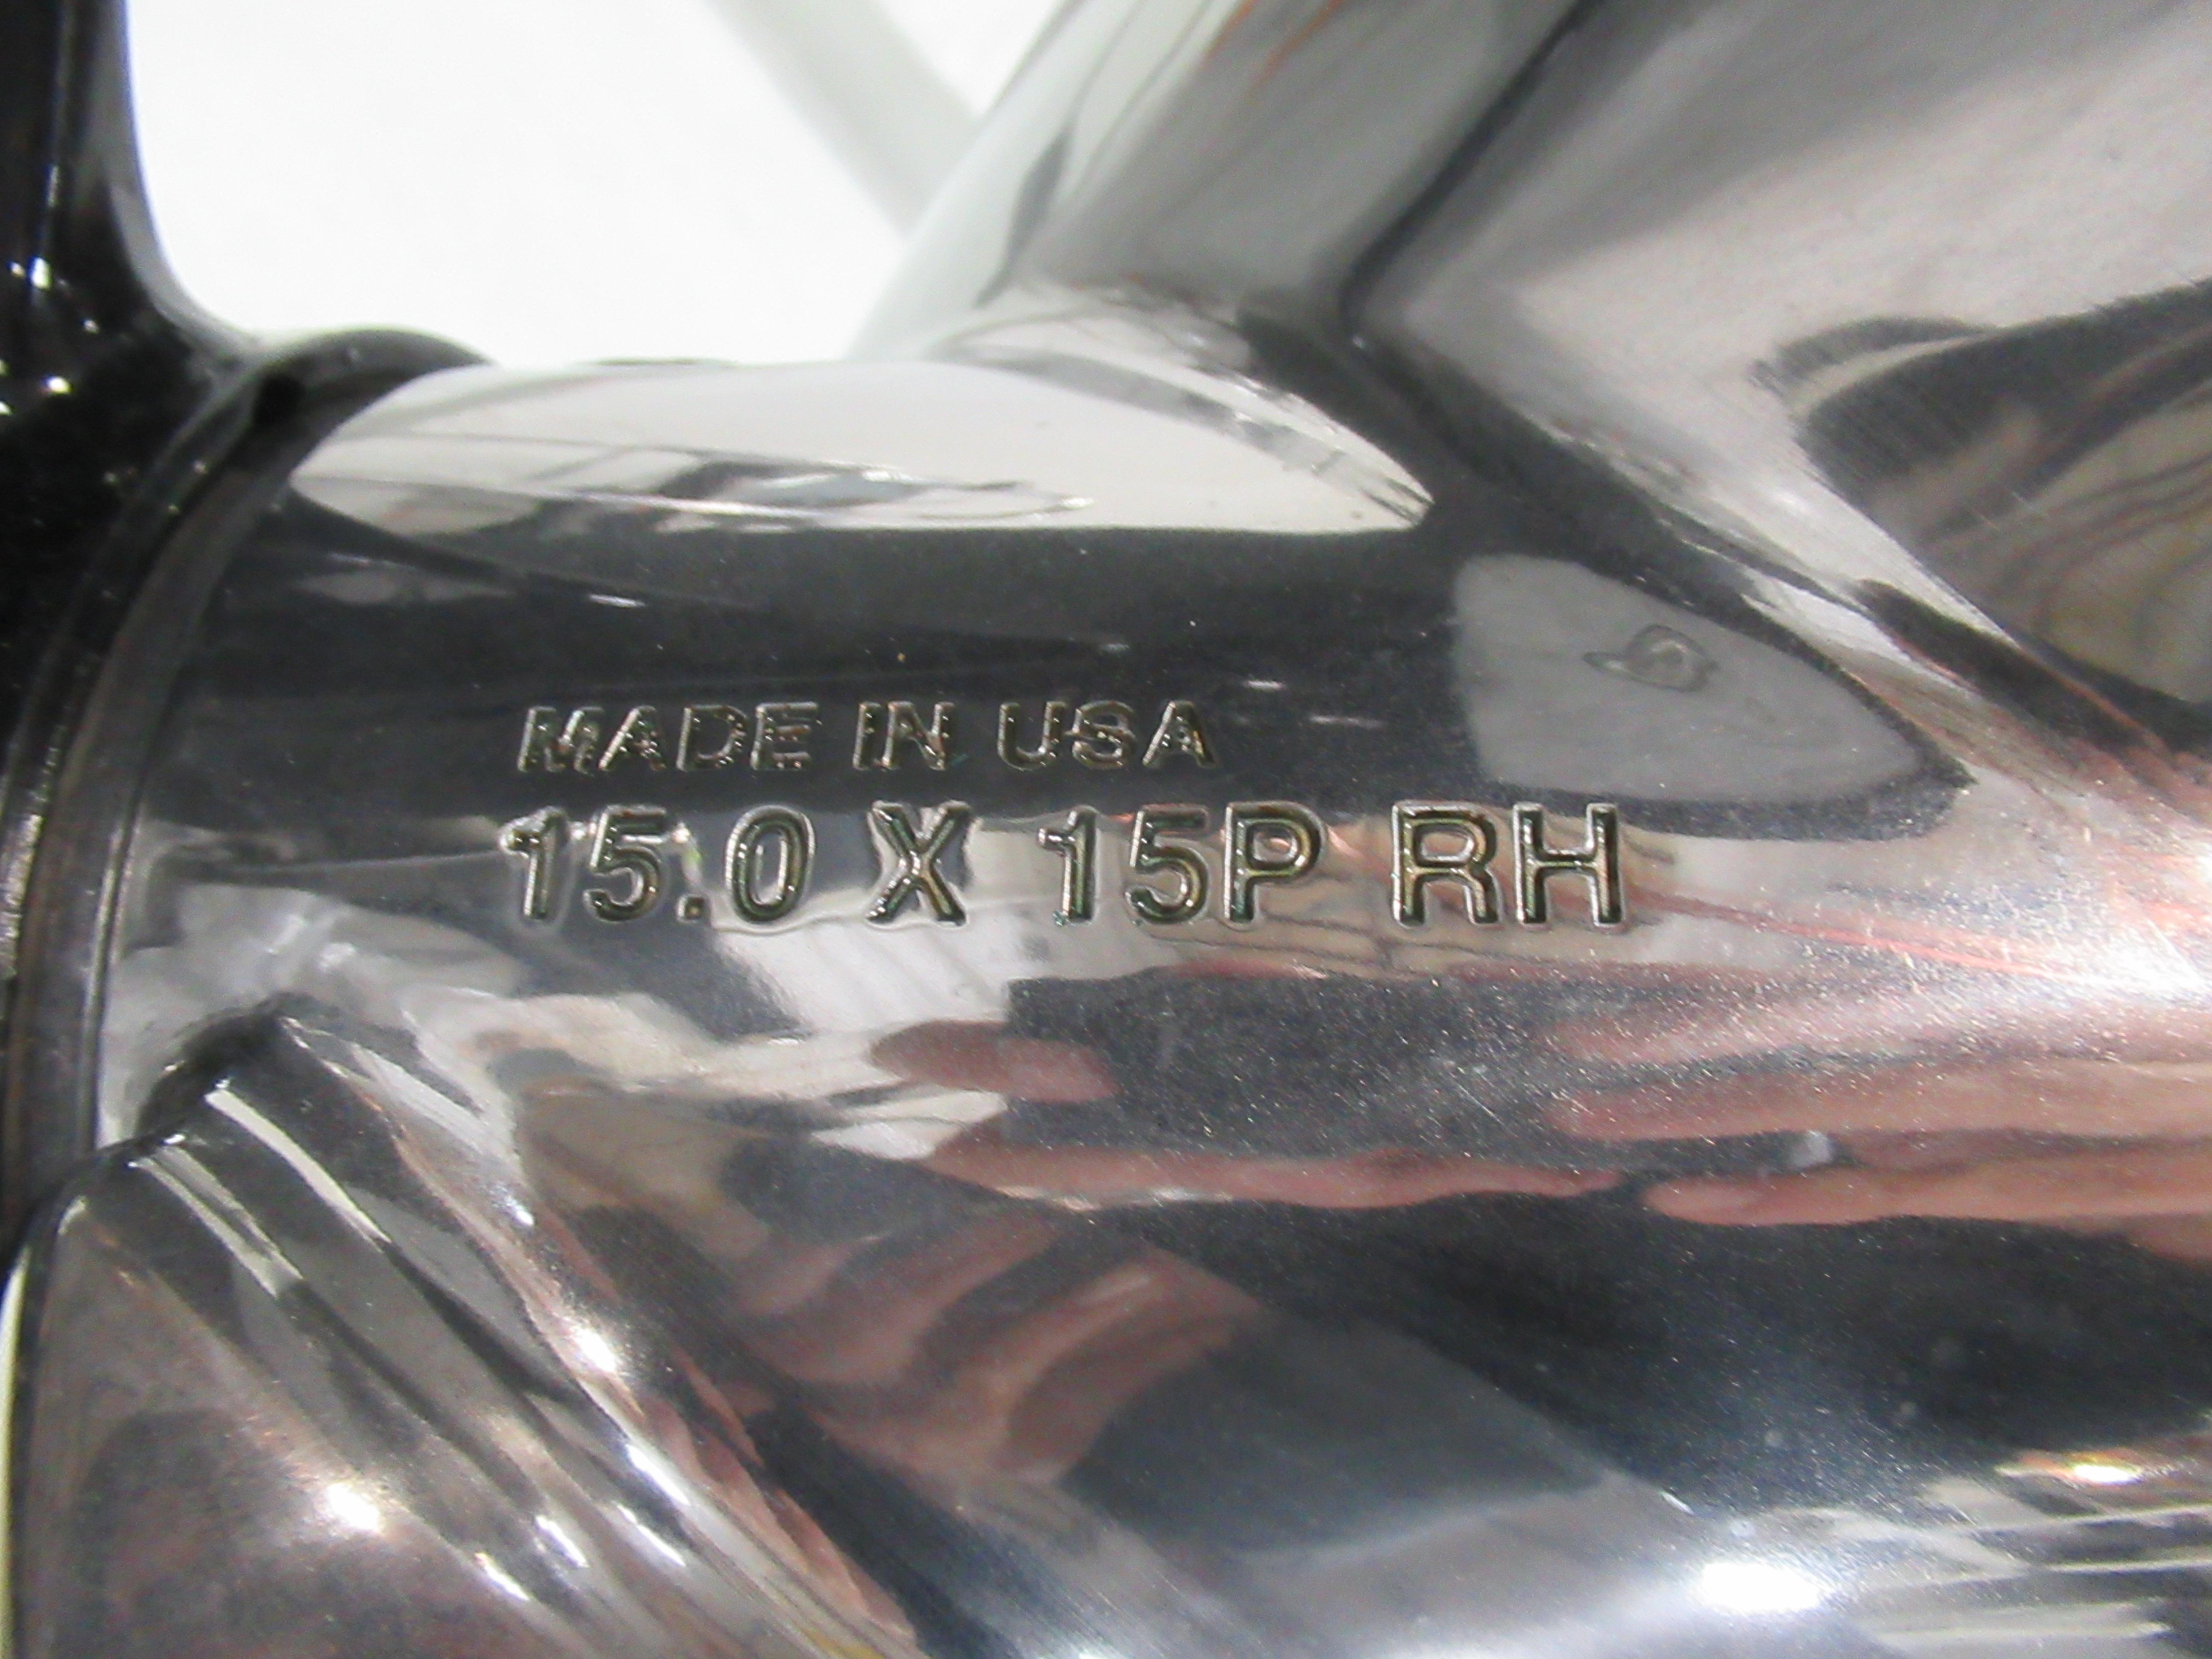 MADE IN USA
15.0 X 15P RH